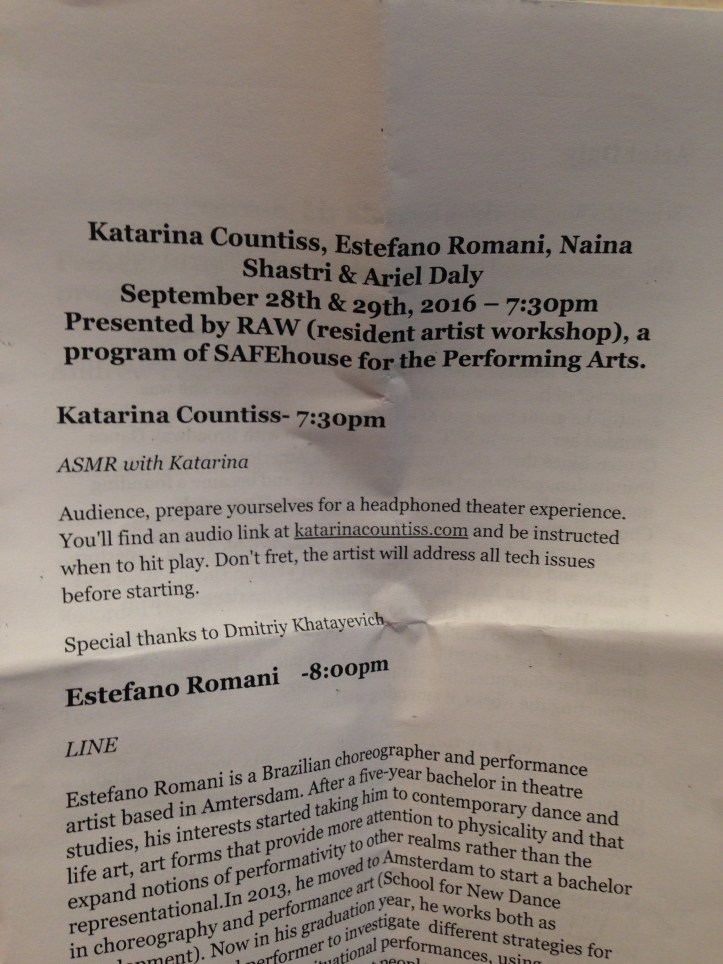 Katarina Countiss, Estefano Romani, Naina
Shastri & Ariel Daly
September 28th & 29th, 2016 – 7:30pm
Presented by RAW (resident artist workshop), a
program of SAFEhouse for the Performing Arts.
Katarina Countiss- 7:30pm
ASMR with Katarina
Audience, prepare yourselves for a headphoned theater experience.
You'll find an audio link at katarinacountiss.com and be instructed
when to hit play. Don't fret, the artist will address all tech issues
before starting.
Special thanks to Dmitriy Khatayevich
Estefano Romani -8:00pm
LINE
Estefano Romani is a Brazilian choreographer and performance
artist based in Amtersdam. After a five-year bachelor in theatre
studies, his interests started taking him to contemporary dance and
life art, art forms that provide more attention to physicality and that
expand notions of performativity to other realms rather than the
representational.In 2013, he moved to Amsterdam to start a bachelor
in choreography and performance art (School for New Dance
Now in his graduation year, he works both as
performer to investigate different strategies for
performances, using